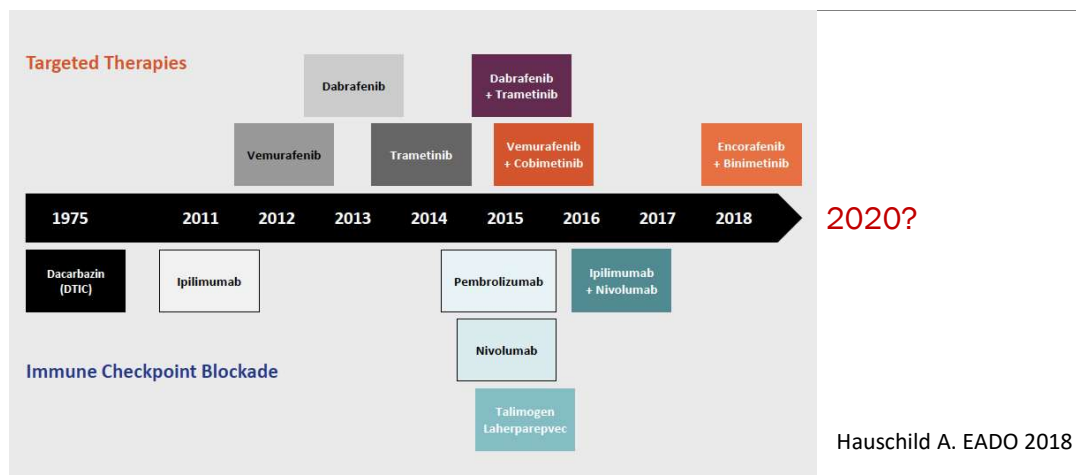 Targeted Therapies
Dabrafenib
Dabrafenib
+ Trametinib
Vemurafenib
Trametinib
Vemurafenib
+ Cobimetinib
Encorafenib
+ Binimetinib
1975 2011 2012 2013 2014 2015 2016 2017 2018
2020?
Dacarbazin
(DTIC)
Ipilimumab
Pembrolizumab
Ipilimumab
+ Nivolumab
Nivolumab
Immune Checkpoint Blockade
Talimogen
Laherparepvec
Hauschild A. EADO 2018